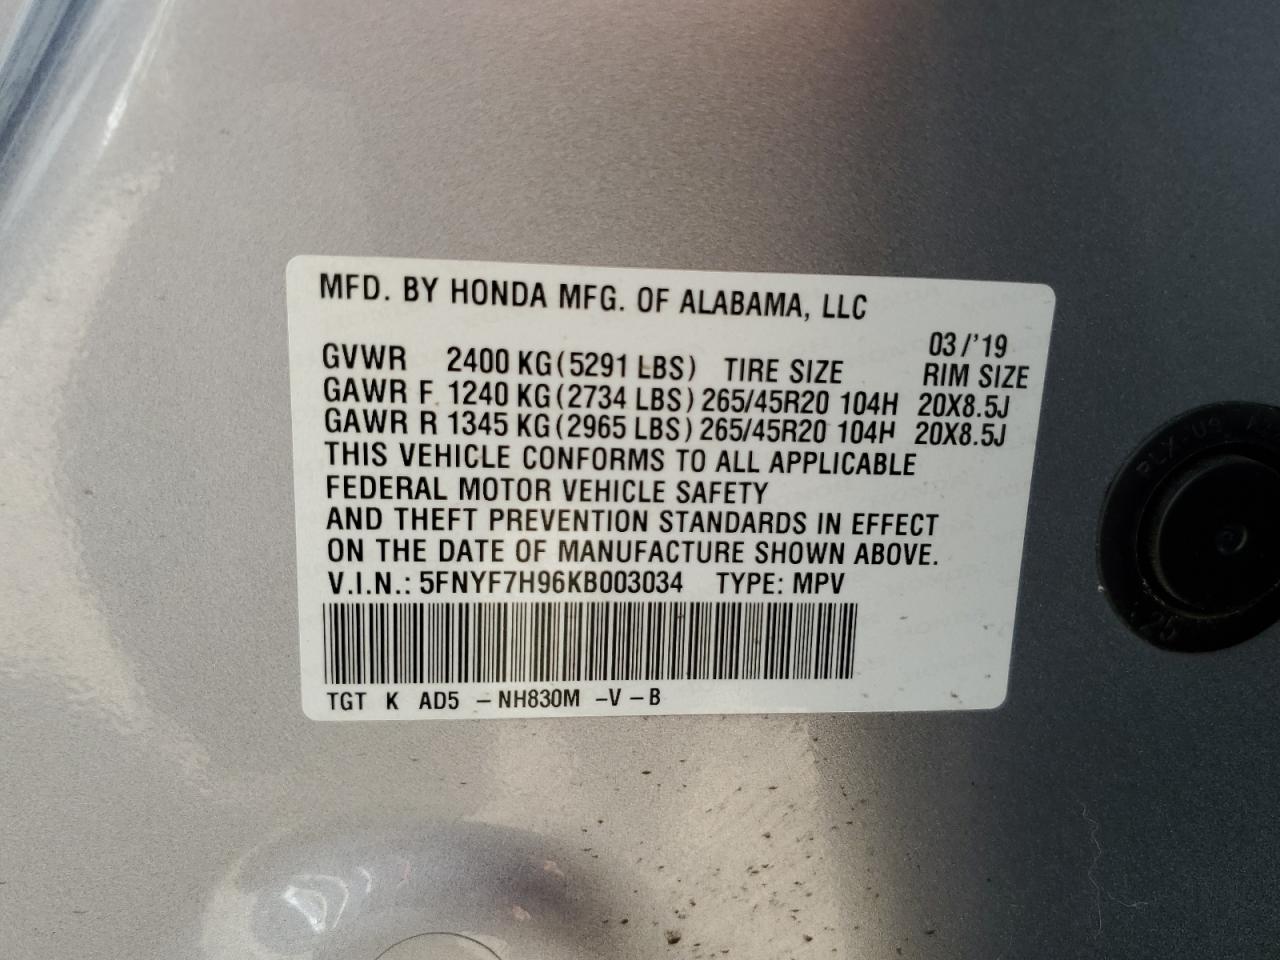 MFD. BY HONDA MFG. OF ALABAMA, LLC
03/'19
GVWR 2400 KG(5291 LBS) TIRE SIZE RIM SIZE
GAWR F 1240 KG(2734 LBS) 265/45R20 104H 20X8.5J
GAWR R 1345 KG(2965 LBS) 265/45R20 104H 20X8.5J
THIS VEHICLE CONFORMS TO ALL APPLICABLE
FEDERAL MOTOR VEHICLE SAFETY
AND THEFT PREVENTION STANDARDS IN EFFECT
ON THE DATE OF MANUFACTURE SHOWN ABOVE.
V.I.N.: 5FNYF7H96KB003034 TYPE: MPV
TGT K AD5 -NH830M -V-B